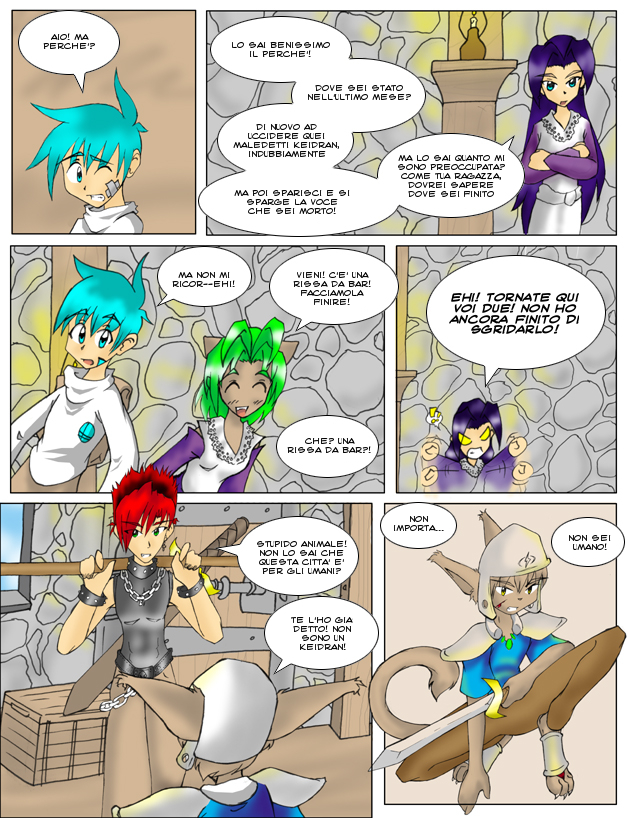 AIO! MA
PERCHE'?
LO SAI BENISSIMO
IL PERCHE'!
DOVE SEI STATO
NELL'ULTIMO MESE?
DI NUOVO AD
UCCIDERE QUEI
MALEDETTI KEIDRAN,
INDUBBIAMENTE
MA LO SAI QUANTO MI
SONO PREOCCUPATA?
COME TUA RAGAZZA,
DOVREI SAPERE
DOVE SEI FINITO
MA POI SPARISCI E SI
SPARGE LA VOCE
CHE SEI MORTO!
MA NON MI
RICOR--EHI!
VIENI! C'E' UNA
RISSA DA BAR!
FACCIAMOLA
FINIRE!
CHE? UNA
RISSA DA BAR?!
EHI! TORNATE QUI
VOI DUE! NON HO
ANCORA FINITO DI
SGRIDARLO!
STUPIDO ANIMALE!
NON LO SAI CHE
QUESTA CITTA' E'
PER GLI UMANI?
TE L'HO GIA
DETTO! NON
SONO UN
KEIDRAN!
NON
IMPORTA...
NON SEI
UMANO!